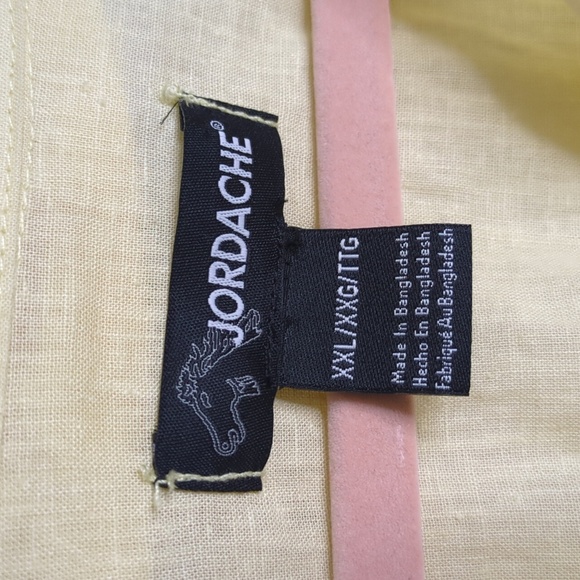 JORDACHE®
XXL/XXG/TTG
Made In Bangladesh
Hecho En Bangladesh
Fabriqué Au Bangladesh